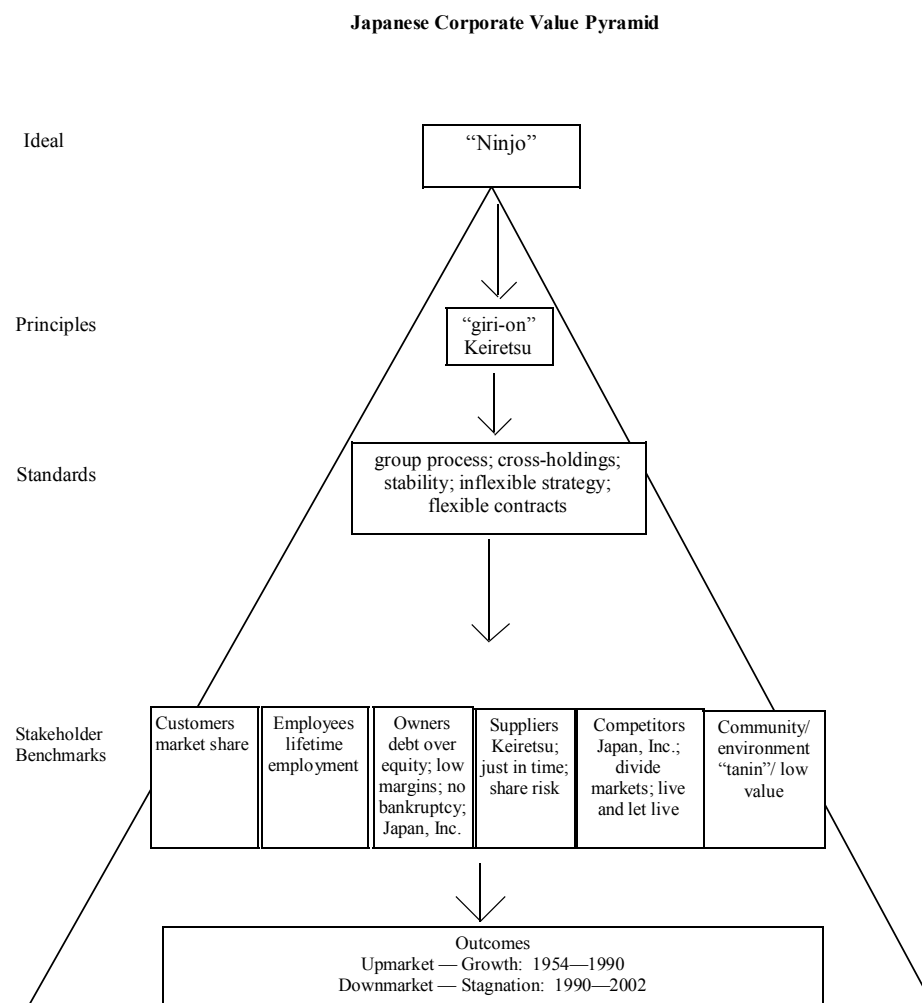 Japanese Corporate Value Pyramid
Ideal
“Ninjo”
Principles
“giri-on”
Keiretsu
Standards
group process; cross-holdings;
stability; inflexible strategy;
flexible contracts
Stakeholder
Benchmarks
Customers
market share
Employees
lifetime
employment
Owners
debt over
equity; low
margins; no
bankruptcy;
Japan, Inc.
Suppliers
Keiretsu;
just in time;
share risk
Competitors
Japan, Inc.;
divide
markets; live
and let live
Community/
environment
“tanin”/ low
value
Outcomes
Upmarket — Growth:  1954—1990
Downmarket — Stagnation:  1990—2002